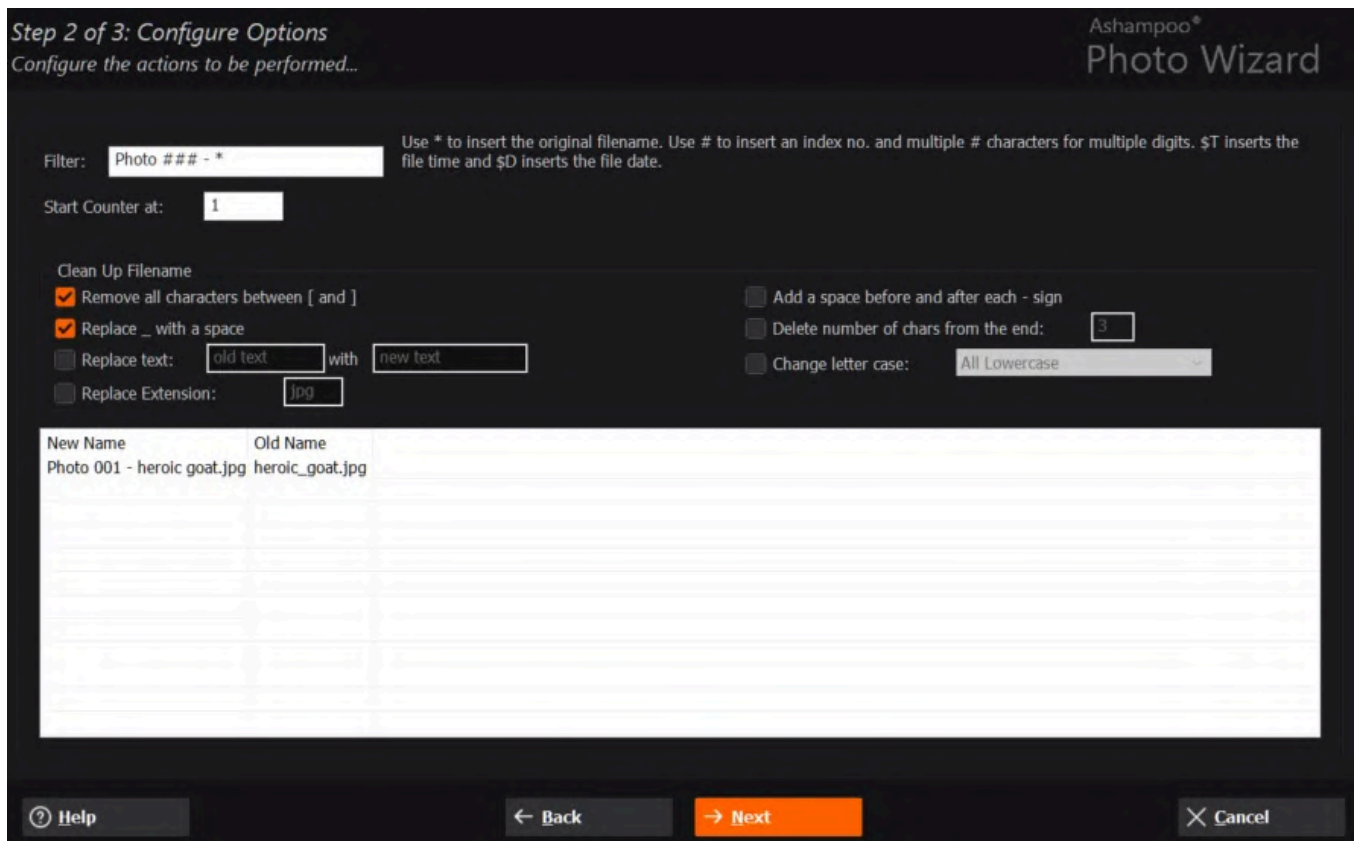 Step 2 of 3: Configure Options
Configure the actions to be performed...
Ashampoo®
Photo Wizard
Filter: Photo ### - *
Use * to insert the original filename. Use # to insert an index no. and multiple # characters for multiple digits. $T inserts the
file time and $D inserts the file date.
Start Counter at: 1
Clean Up Filename
Remove all characters between [ and ]
Replace _ with a space
Replace text: old text with new text
Replace Extension: jpg
Add a space before and after each - sign
Delete number of chars from the end: 3
Change letter case: All Lowercase
New Name Old Name
Photo 001 - heroic goat.jpg heroic_goat.jpg
Help
Back
Next
Cancel